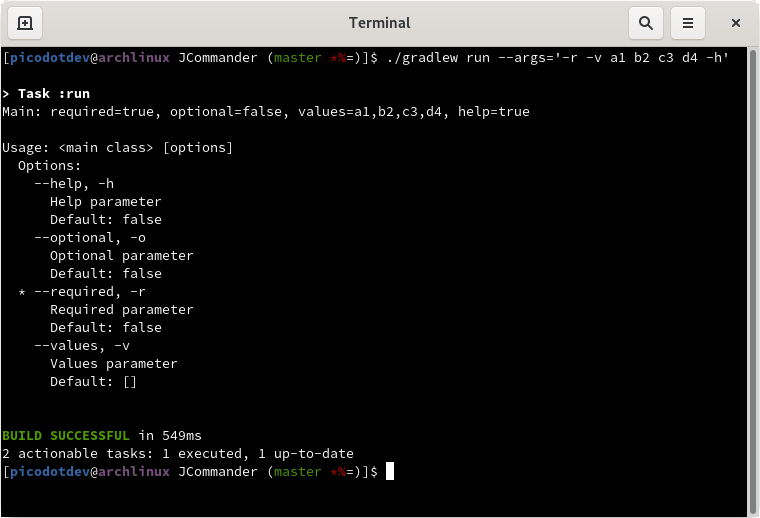 Terminal
[picodotdev@archlinux JCommander (master *%=)]$ ./gradlew run --args='-r -v a1 b2 c3 d4 -h'
> Task :run
Main: required=true, optional=false, values=a1,b2,c3,d4, help=true
Usage: <main class> [options]
  Options:
    --help, -h
      Help parameter
      Default: false
    --optional, -o
      Optional parameter
      Default: false
  * --required, -r
      Required parameter
      Default: false
    --values, -v
      Values parameter
      Default: []
BUILD SUCCESSFUL in 549ms
2 actionable tasks: 1 executed, 1 up-to-date
[picodotdev@archlinux JCommander (master *%=)]$